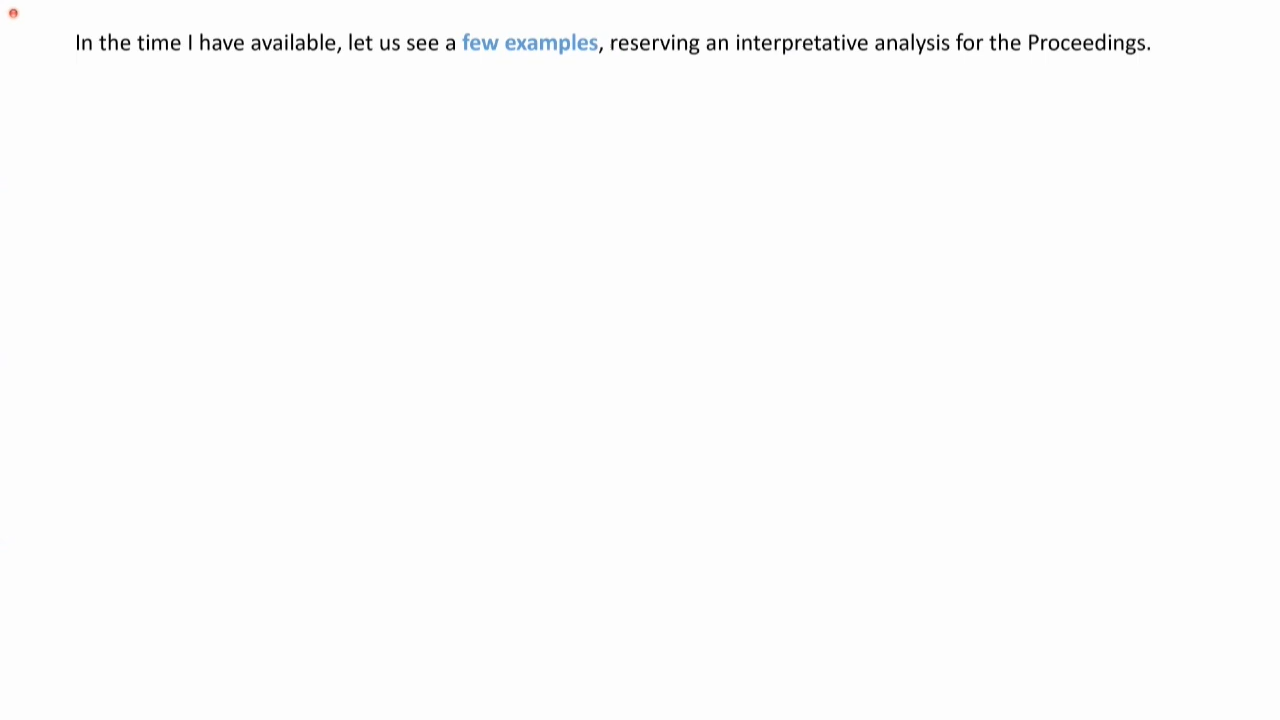 In the time I have available, let us see a few examples, reserving an interpretative analysis for the Proceedings.